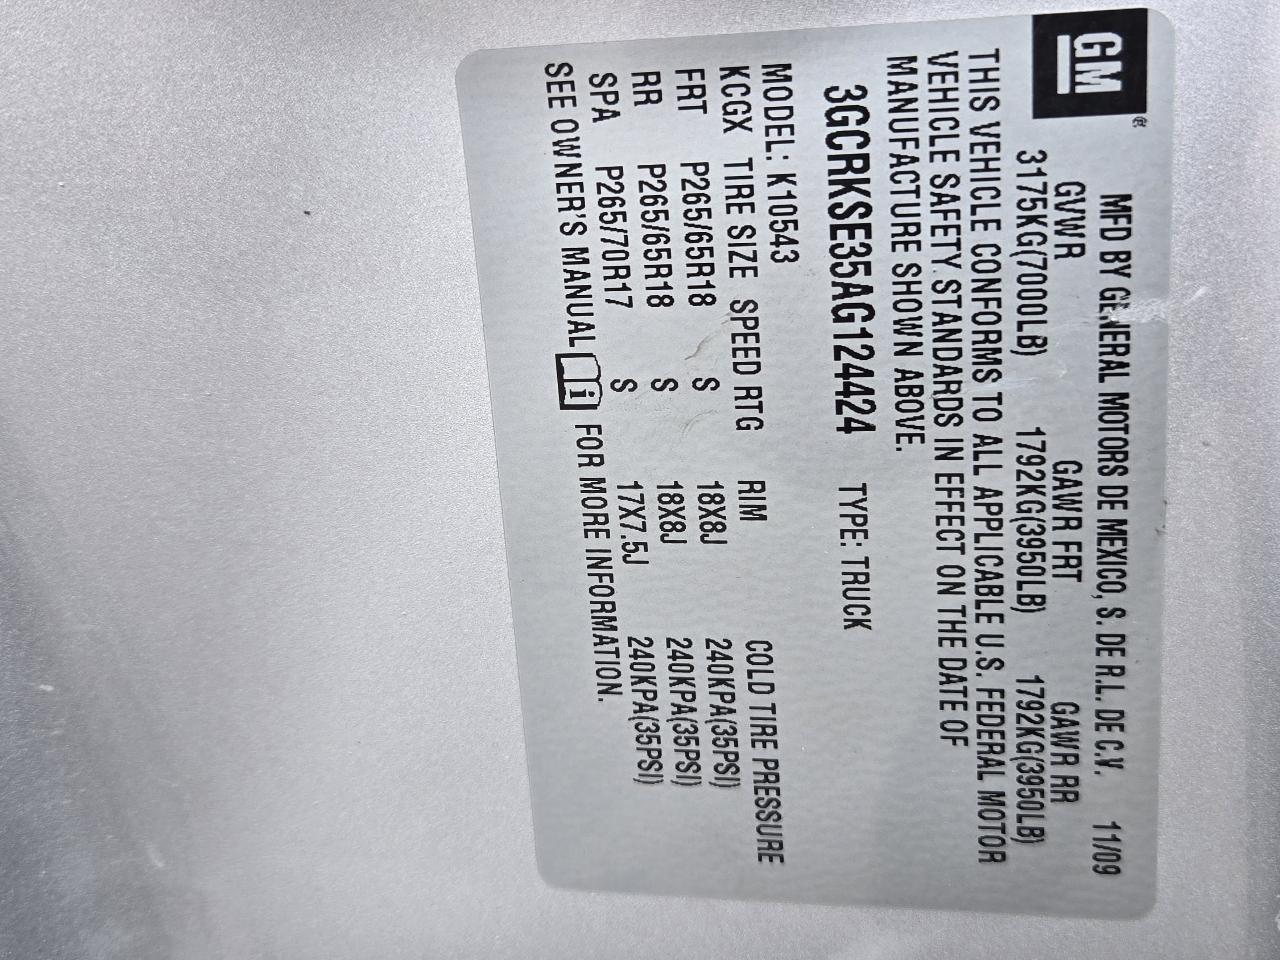 GM®
MFD BY GENERAL MOTORS DE MEXICO, S. DE R.L. DE C.V. 11/09
GVWR GAWR FRT GAWR RR
3175KG(7000LB) 1792KG(3950LB) 1792KG(3950LB)
THIS VEHICLE CONFORMS TO ALL APPLICABLE U.S. FEDERAL MOTOR
VEHICLE SAFETY STANDARDS IN EFFECT ON THE DATE OF
MANUFACTURE SHOWN ABOVE.
3GCRKSE35AG124424 TYPE: TRUCK
MODEL: K10543
KCGX TIRE SIZE SPEED RTG RIM COLD TIRE PRESSURE
FRT P265/65R18 S 18X8J 240KPA(35PSI)
RR P265/65R18 S 18X8J 240KPA(35PSI)
SPA P265/70R17 S 17X7.5J 240KPA(35PSI)
SEE OWNER'S MANUAL i FOR MORE INFORMATION.